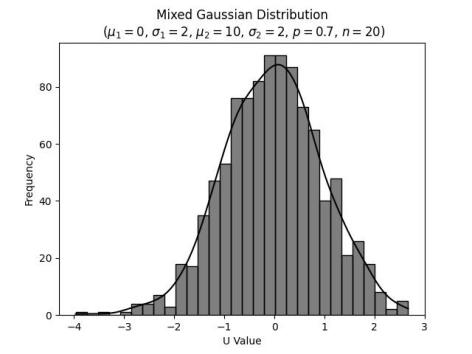 Mixed Gaussian Distribution
(μ₁ = 0, σ₁ = 2, μ₂ = 10, σ₂ = 2, p = 0.7, n = 20)
80
60
40
20
0
Frequency
−4 −3 −2 −1 0 1 2 3
U Value